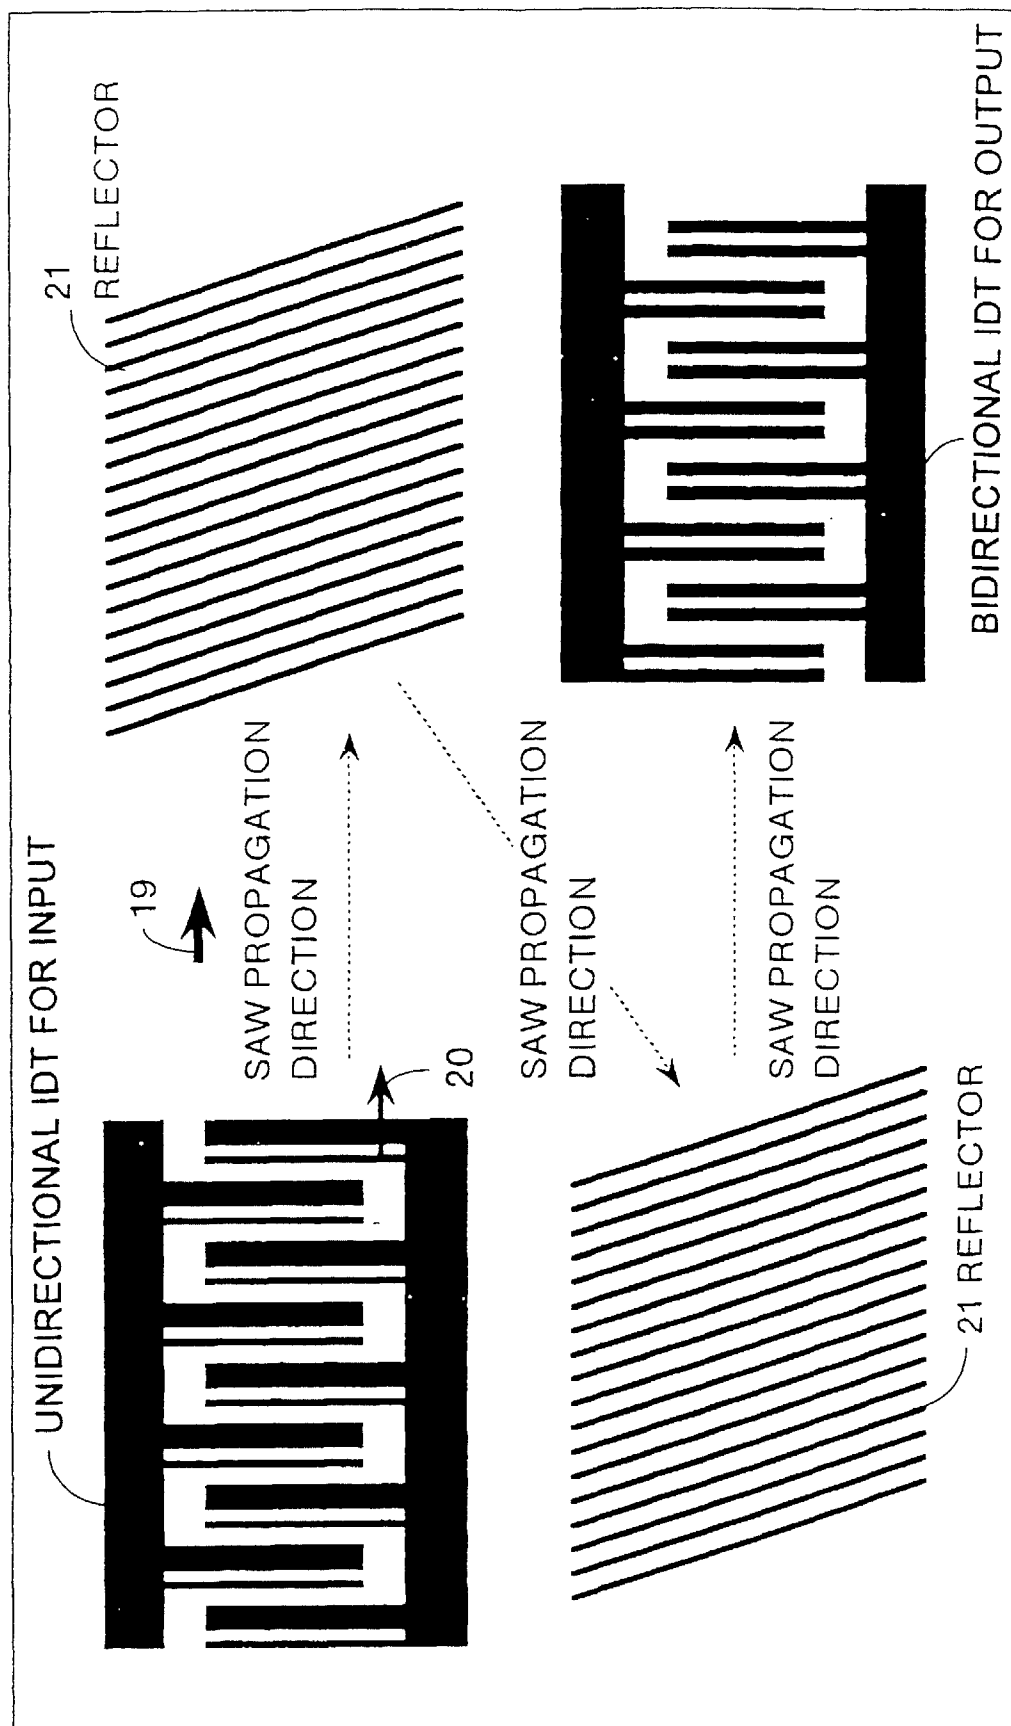 UNIDIRECTIONAL IDT FOR INPUT
19
21
REFLECTOR
SAW PROPAGATION
DIRECTION
20
SAW PROPAGATION
DIRECTION
SAW PROPAGATION
DIRECTION
21 REFLECTOR
BIDIRECTIONAL IDT FOR OUTPUT